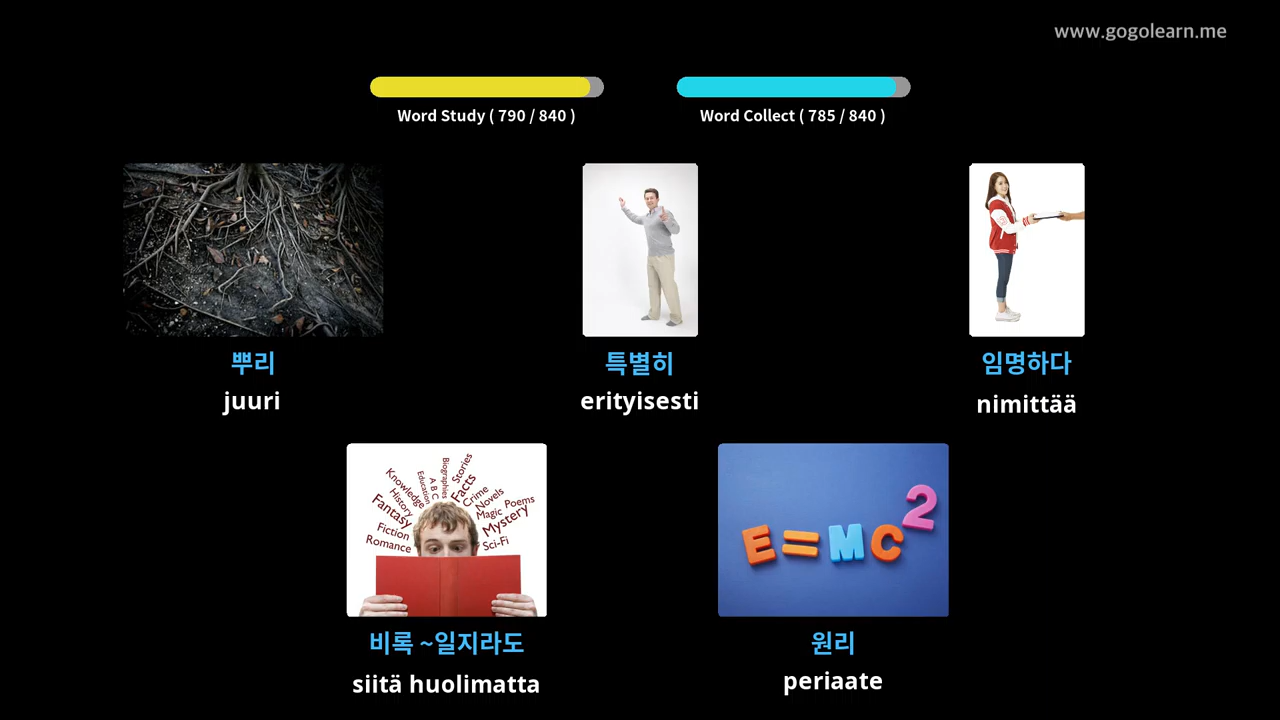 www.gogolearn.me
Word Study ( 790 / 840 )
Word Collect ( 785 / 840 )
뿌리
juuri
특별히
erityisesti
임명하다
nimittää
Knowledge
History
Fantasy
Fiction
Romance
Education
A B C
Biographies
Stories
Facts
Crime
Novels
Magic
Poems
Mystery
Sci-Fi
비록 ~일지라도
siitä huolimatta
E=MC2
원리
periaate